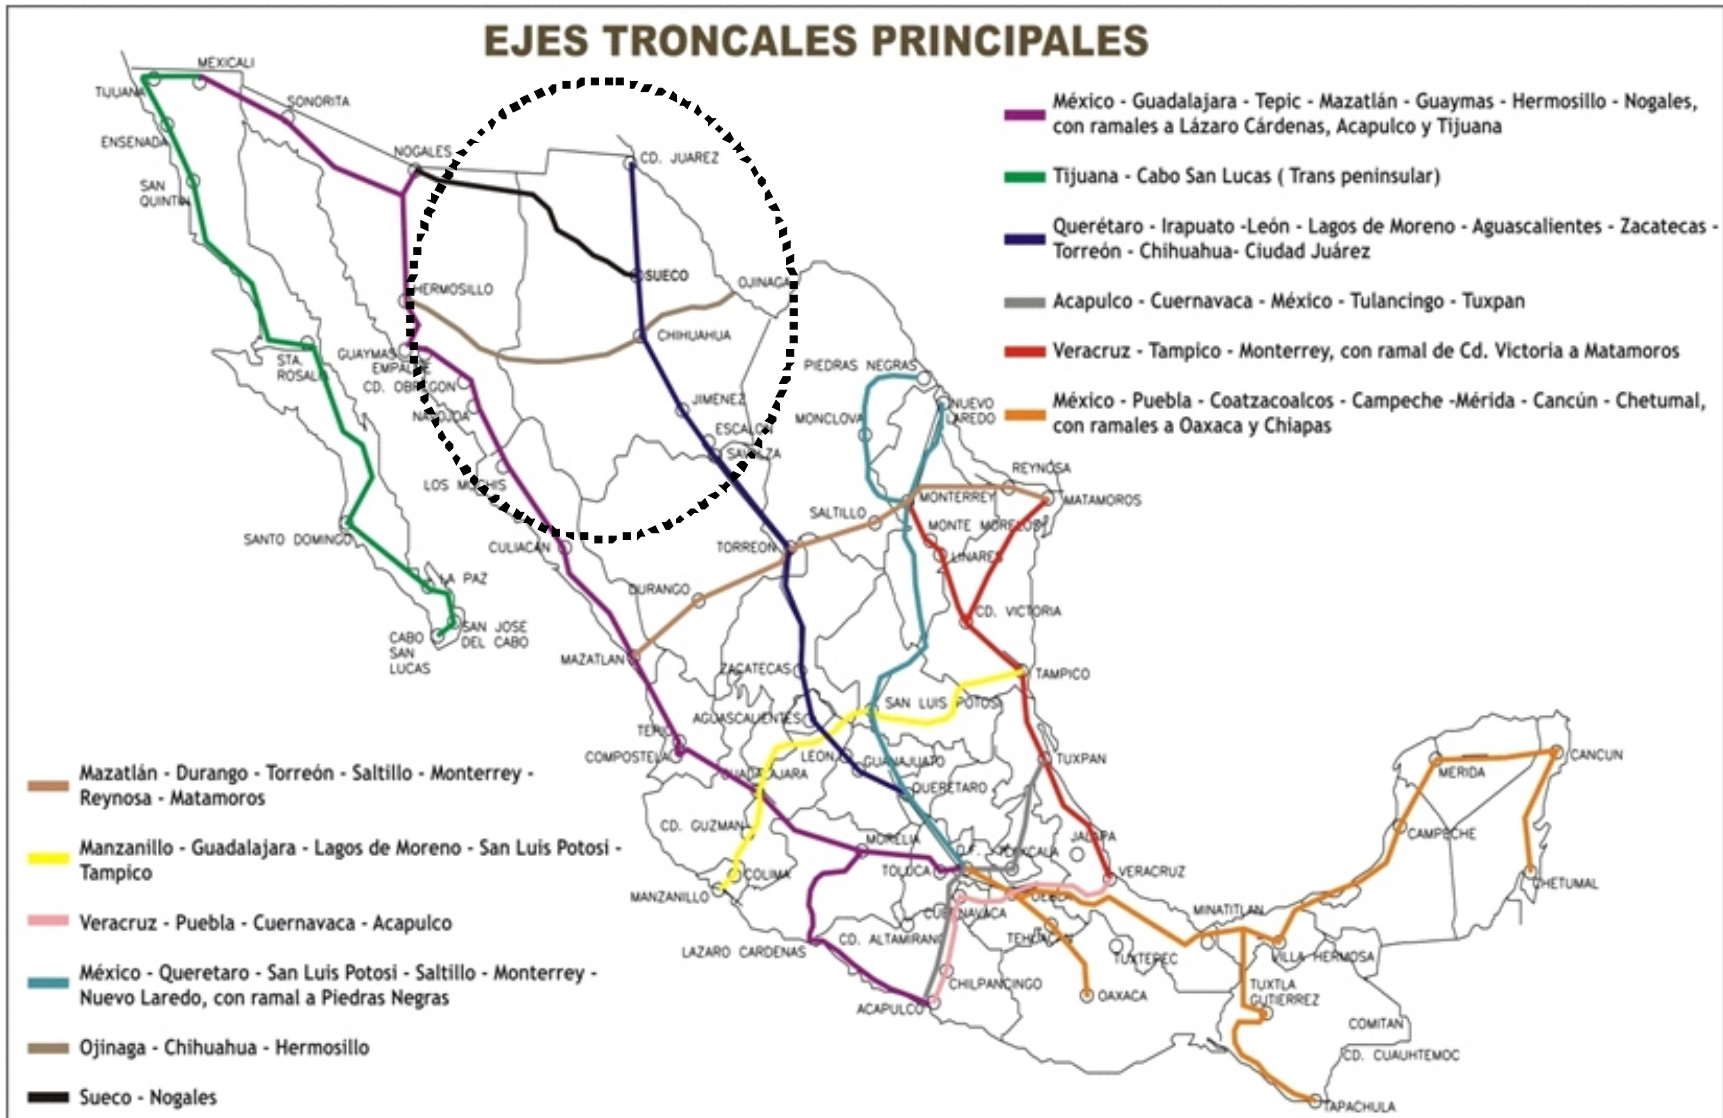 EJES TRONCALES PRINCIPALES
México - Guadalajara - Tepic - Mazatlán - Guaymas - Hermosillo - Nogales,
con ramales a Lázaro Cárdenas, Acapulco y Tijuana
Tijuana - Cabo San Lucas ( Trans peninsular)
Querétaro - Irapuato -León - Lagos de Moreno - Aguascalientes - Zacatecas -
Torreón - Chihuahua- Ciudad Juárez
Acapulco - Cuernavaca - México - Tulancingo - Tuxpan
Veracruz - Tampico - Monterrey, con ramal de Cd. Victoria a Matamoros
México - Puebla - Coatzacoalcos - Campeche -Mérida - Cancún - Chetumal,
con ramales a Oaxaca y Chiapas
Mazatlán - Durango - Torreón - Saltillo - Monterrey -
Reynosa - Matamoros
Manzanillo - Guadalajara - Lagos de Moreno - San Luis Potosi -
Tampico
Veracruz - Puebla - Cuernavaca - Acapulco
México - Queretaro - San Luis Potosi - Saltillo - Monterrey -
Nuevo Laredo, con ramal a Piedras Negras
Ojinaga - Chihuahua - Hermosillo
Sueco - Nogales
MEXICALI
TIJUANA
SONORITA
ENSENADA
NOGALES
CD. JUAREZ
SAN
QUINTIN
SUECO
OJINAGA
HERMOSILLO
CHIHUAHUA
GUAYMAS
EMPALME
STA.
ROSALIA
CD. OBREGON
NAVOJOA
JIMENEZ
ESCALON
PIEDRAS NEGRAS
MONCLOVA
NUEVO
LAREDO
REYNOSA
LOS MOCHIS
MONTERREY
MATAMOROS
SALTILLO
MONTE MORELOS
SANTO DOMINGO
CULIACAN
TORREON
LINARES
LA PAZ
DURANGO
CD. VICTORIA
CABO
SAN
LUCAS
SAN JOSE
DEL CABO
MAZATLAN
ZACATECAS
TAMPICO
SAN LUIS POTOSI
AGUASCALIENTES
TEPIC
COMPOSTELA
LEON
GUANAJUATO
TUXPAN
MERIDA
CANCUN
GUADALAJARA
QUERETARO
CD. GUZMAN
MORELIA
JALAPA
CAMPECHE
D.F.
TLAXCALA
TOLUCA
COLIMA
MANZANILLO
VERACRUZ
CHETUMAL
PUEBLA
CUERNAVACA
MINATITLAN
CD. ALTAMIRANO
TEHUACAN
LAZARO CARDENAS
TUXTEPEC
VILLA HERMOSA
CHILPANCINGO
OAXACA
TUXTLA
GUTIERREZ
ACAPULCO
COMITAN
CD. CUAUHTEMOC
TAPACHULA